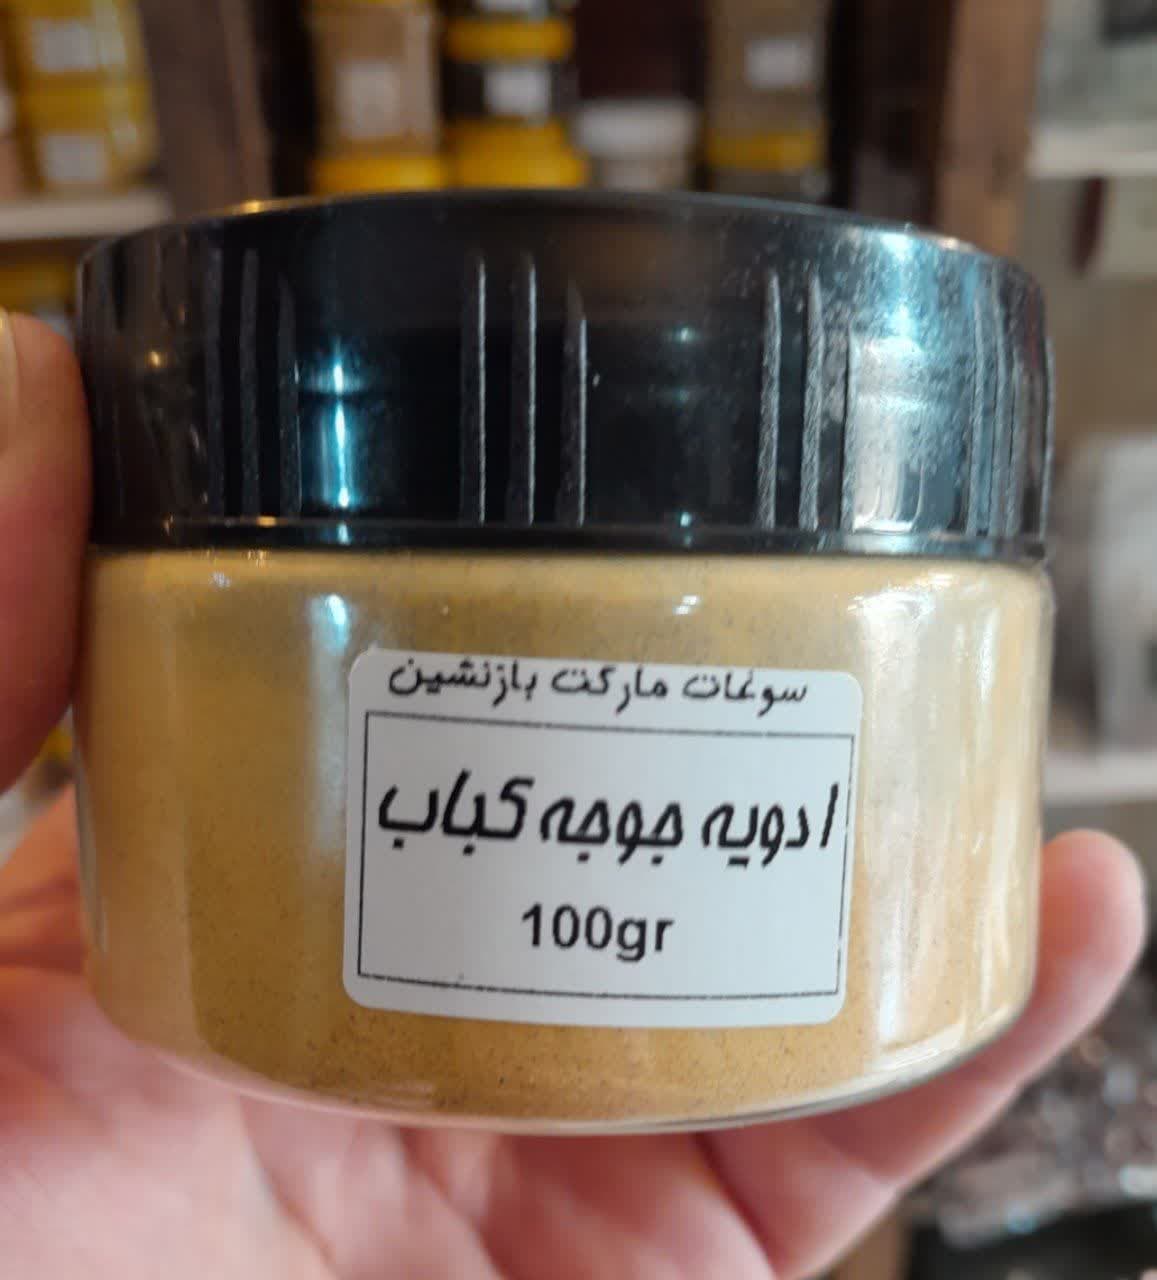 سوغات مارکت بازنشین
ادویه جوجه کباب
100gr